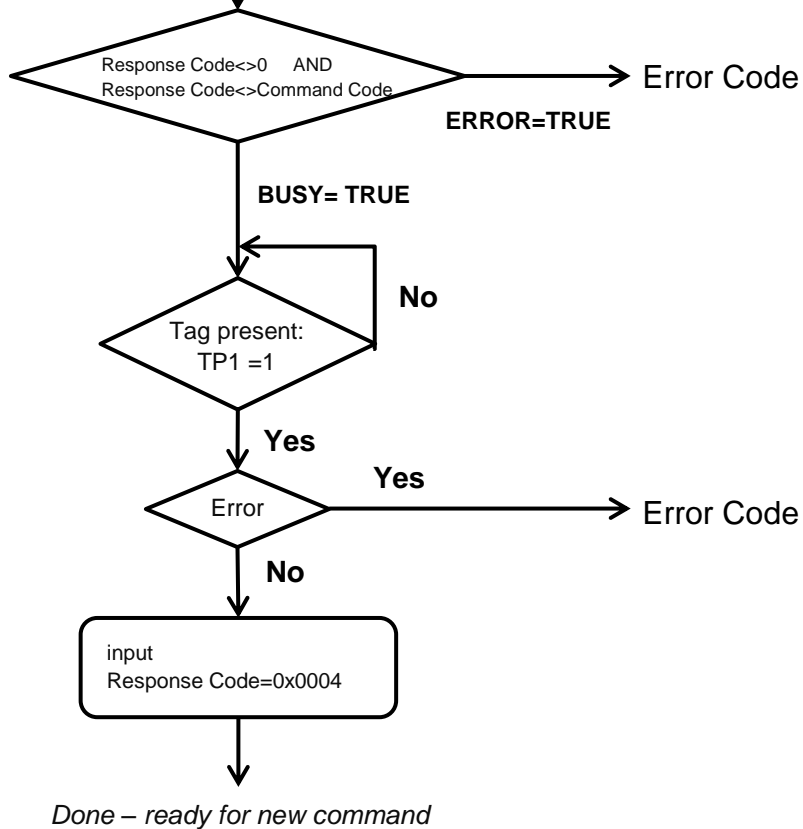 Response Code<>0 AND
Response Code<>Command Code
Error Code
ERROR=TRUE
BUSY= TRUE
No
Tag present:
TP1 =1
Yes
Yes
Error
Error Code
No
input
Response Code=0x0004
Done – ready for new command